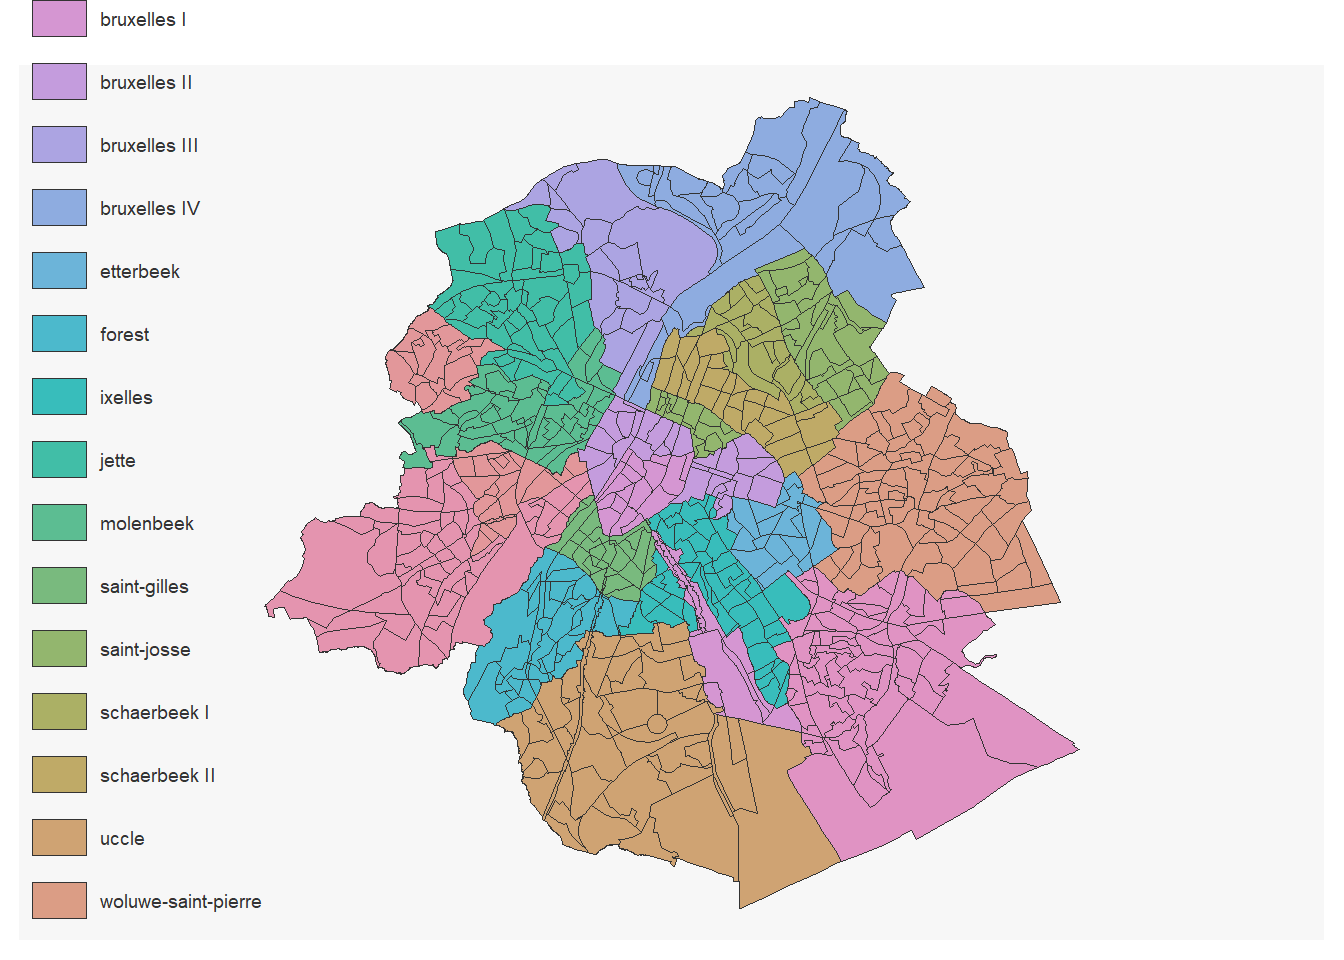 bruxelles I
bruxelles II
bruxelles III
bruxelles IV
etterbeek
forest
ixelles
jette
molenbeek
saint-gilles
saint-josse
schaerbeek I
schaerbeek II
uccle
woluwe-saint-pierre